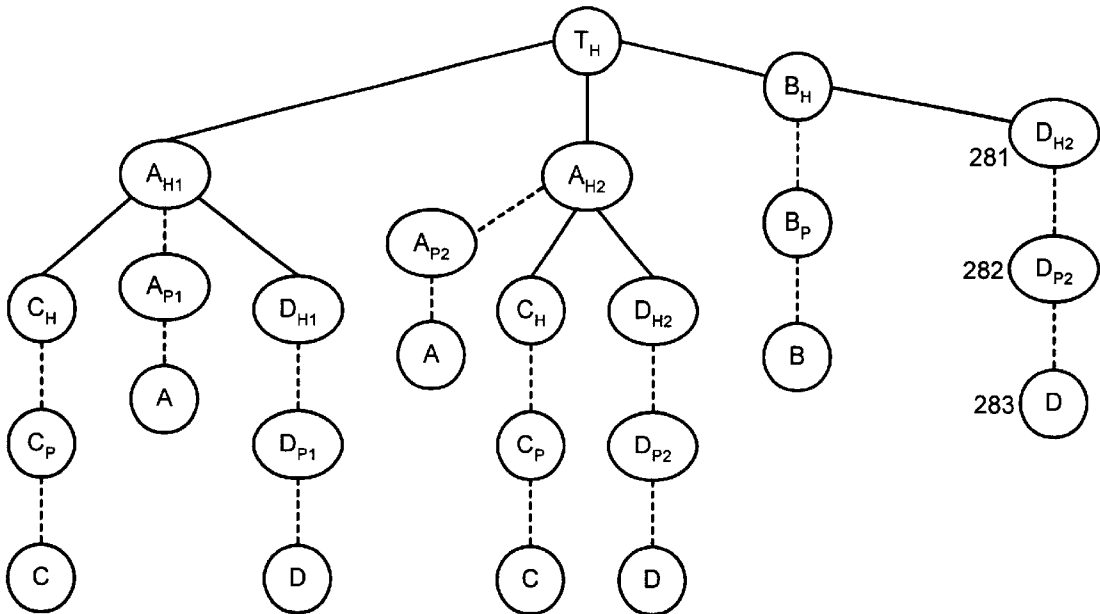 T_H
B_H
D_H2
281
A_H1
A_H2
A_P2
B_P
D_P2
282
C_H
A_P1
D_H1
C_H
D_H2
A
B
A
283
D
C_P
D_P1
C_P
D_P2
C
D
C
D